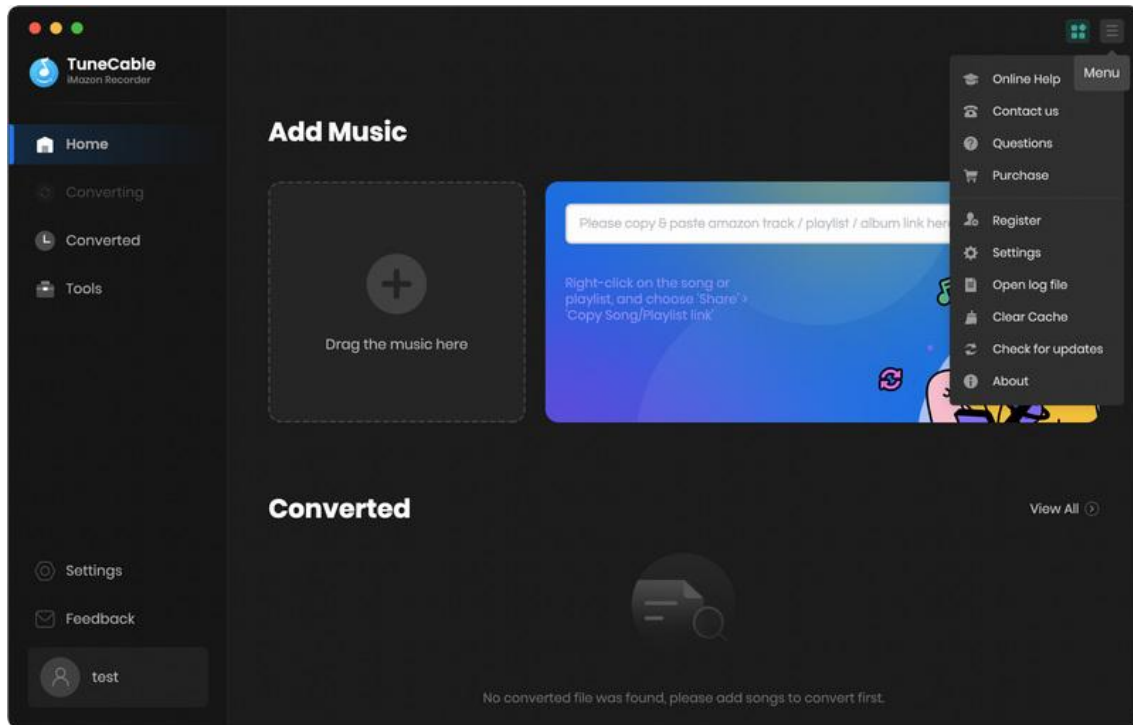 TuneCable
iMazon Recorder
Home
Converting
Converted
Tools
Settings
Feedback
test
Add Music
Drag the music here
Please copy & paste amazon track / playlist / album link here
Right-click on the song or
playlist, and choose 'Share' >
'Copy Song/Playlist link'
Menu
Online Help
Contact us
Questions
Purchase
Register
Settings
Open log file
Clear Cache
Check for updates
About
Converted
View All
No converted file was found, please add songs to convert first.